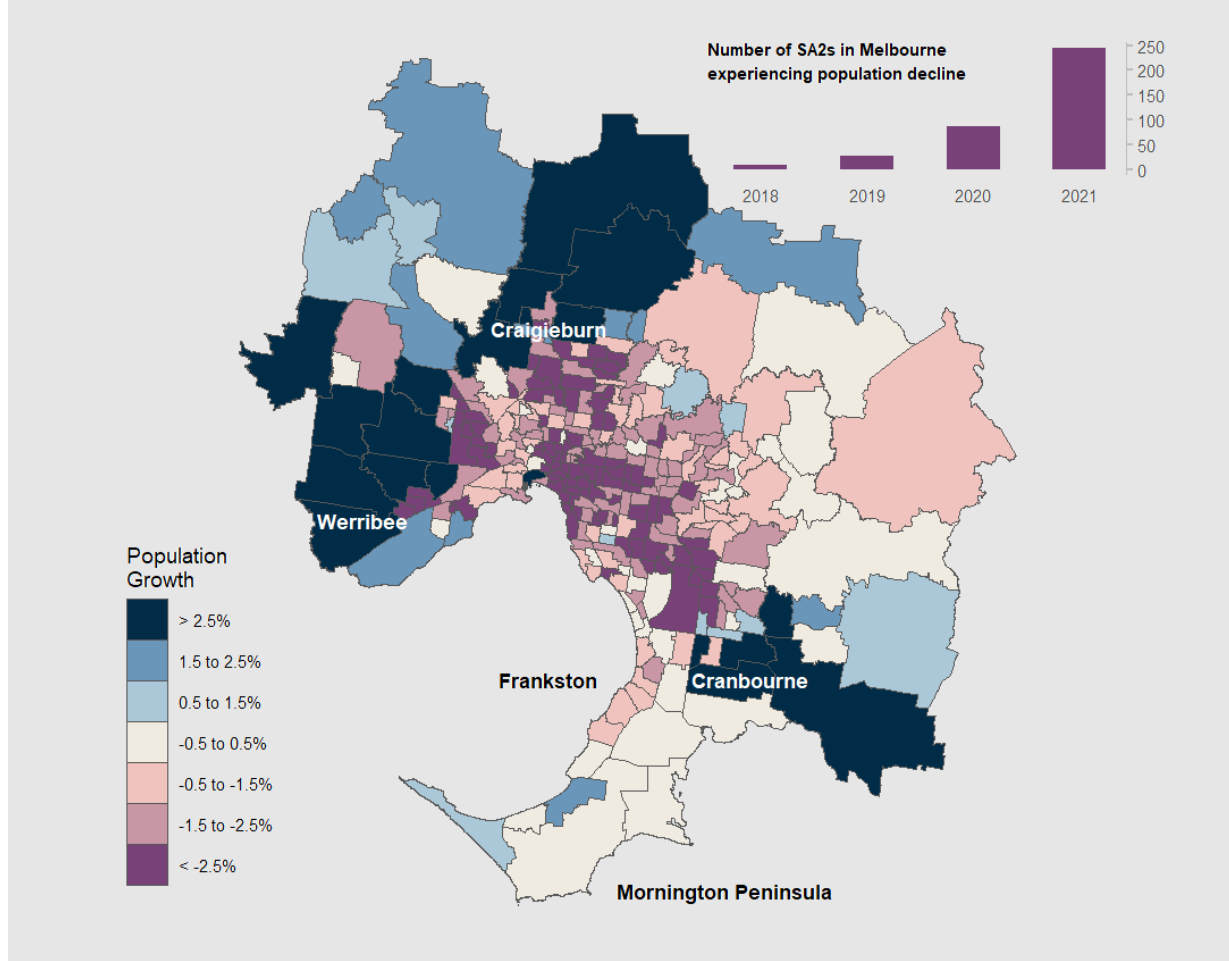 Number of SA2s in Melbourne
experiencing population decline
250
200
150
100
50
0
2018
2019
2020
2021
Craigieburn
Werribee
Population
Growth
> 2.5%
1.5 to 2.5%
0.5 to 1.5%
-0.5 to 0.5%
-0.5 to -1.5%
-1.5 to -2.5%
< -2.5%
Frankston
Cranbourne
Mornington Peninsula